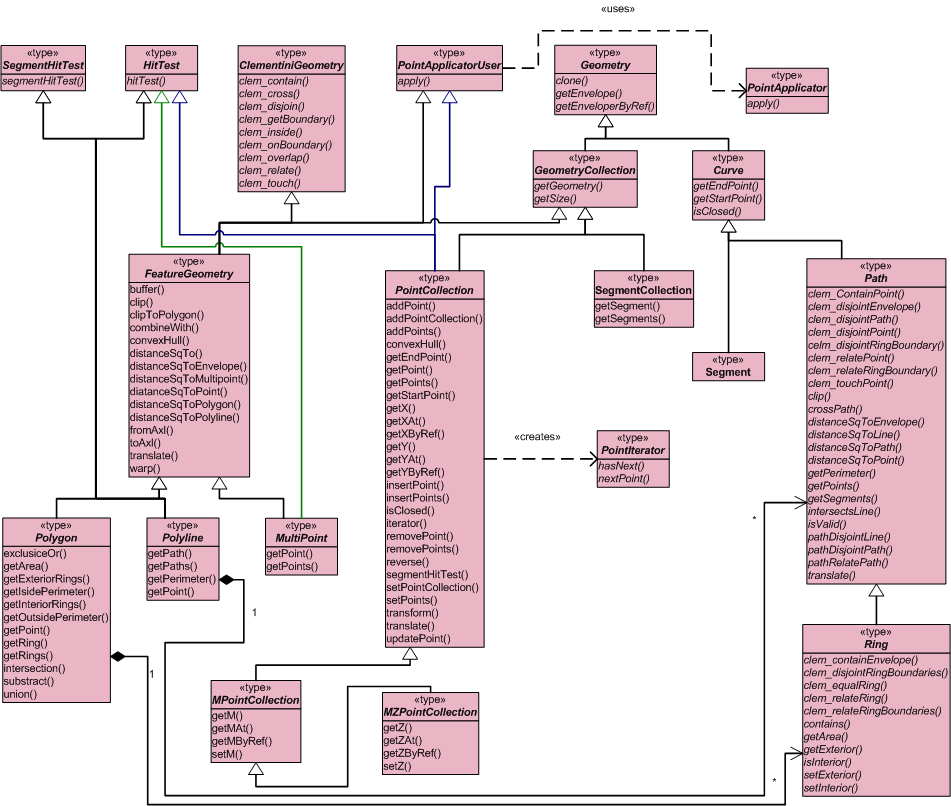 «uses»
«type»
SegmentHitTest
segmentHitTest()
«type»
HitTest
hitTest()
«type»
ClementiniGeometry
clem_contain()
clem_cross()
clem_disjoin()
clem_getBoundary()
clem_inside()
clem_onBoundary()
clem_overlap()
clem_relate()
clem_touch()
«type»
PointApplicatorUser
apply()
«type»
Geometry
clone()
getEnvelope()
getEnveloperByRef()
«type»
PointApplicator
apply()
«type»
GeometryCollection
getGeometry()
getSize()
«type»
Curve
getEndPoint()
getStartPoint()
isClosed()
«type»
FeatureGeometry
buffer()
clip()
clipToPolygon()
combineWith()
convexHull()
distanceSqTo()
distanceSqToEnvelope()
distanceSqToMultipoint()
diatanceSqToPoint()
distanceSqToPolygon()
distanceSqToPolyline()
fromAxl()
toAxl()
translate()
warp()
«type»
PointCollection
addPoint()
addPointCollection()
addPoints()
convexHull()
getEndPoint()
getPoint()
getPoints()
getStartPoint()
getX()
getXAt()
getXByRef()
getY()
getYAt()
getYByRef()
insertPoint()
insertPoints()
isClosed()
iterator()
removePoint()
removePoints()
reverse()
segmentHitTest()
setPointCollection()
setPoints()
transform()
translate()
updatePoint()
«type»
SegmentCollection
getSegment()
getSegments()
«type»
Segment
«type»
Path
clem_ContainPoint()
clem_disjointEnvelope()
clem_disjointPath()
clem_disjointPoint()
celm_disjointRingBoundary()
clem_relatePoint()
clem_relateRingBoundary()
clem_touchPoint()
clip()
crossPath()
distanceSqToEnvelope()
distanceSqToLine()
distanceSqToPath()
distanceSqToPoint()
getPerimeter()
getPoints()
getSegments()
intersectsLine()
isValid()
pathDisjointLine()
pathDisjointPath()
pathRelatePath()
translate()
«creates»
«type»
PointIterator
hasNext()
nextPoint()
«type»
Polygon
exclusiceOr()
getArea()
getExteriorRings()
getIsidePerimeter()
getInteriorRings()
getOutsidePerimeter()
getPoint()
getRing()
getRings()
intersection()
substract()
union()
«type»
Polyline
getPath()
getPaths()
getPerimeter()
getPoint()
«type»
MultiPoint
getPoint()
getPoints()
*
1
1
«type»
MPointCollection
getM()
getMAt()
getMByRef()
setM()
«type»
MZPointCollection
getZ()
getZAt()
getZByRef()
setZ()
«type»
Ring
clem_containEnvelope()
clem_disjointRingBoundaries()
clem_equalRing()
clem_relateRing()
clem_relateRingBoundaries()
contains()
getArea()
getExterior()
isInterior()
setExterior()
setInterior()
*